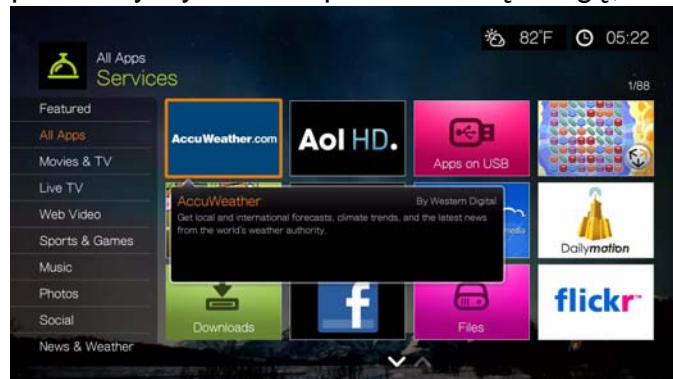 82°F 05:22
All Apps
Services
1/88
Featured
All Apps
Movies & TV
Live TV
Web Video
Sports & Games
Music
Photos
Social
News & Weather
AccuWeather.com
Aol HD.
Apps on USB
AccuWeather By Western Digital
Get local and international forecasts, climate trends, and the latest news
from the world's weather authority.
media
Dailymotion
Downloads
f
Files
flickr